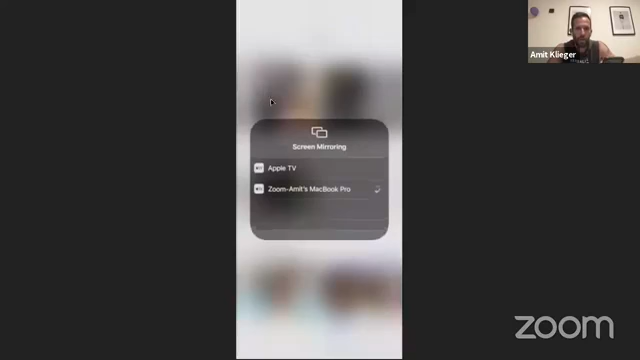 Amit Klieger
Screen Mirroring
Apple TV
Zoom-Amit's MacBook Pro
zoom